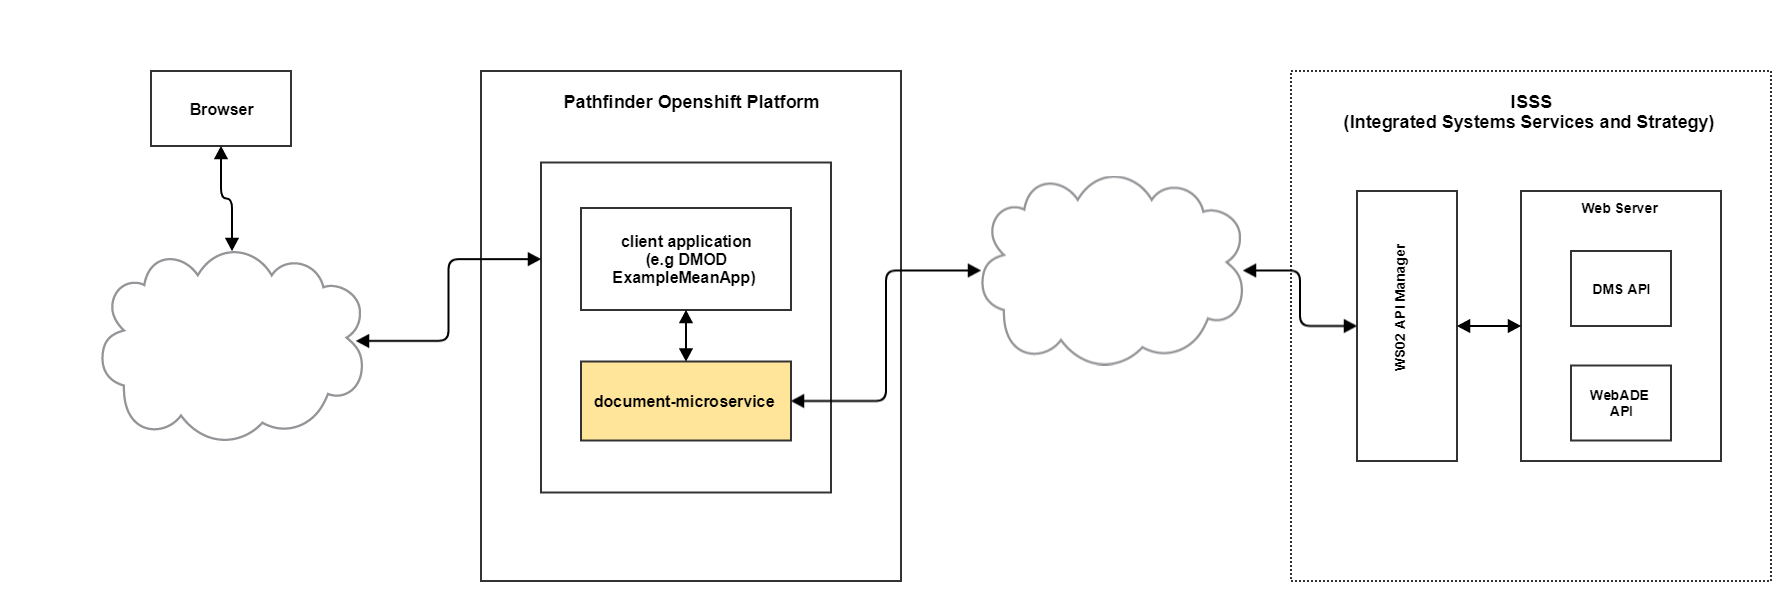 Browser
Pathfinder Openshift Platform
client application
(e.g DMOD
ExampleMeanApp)
document-microservice
ISSS
(Integrated Systems Services and Strategy)
WS02 API Manager
Web Server
DMS API
WebADE
API